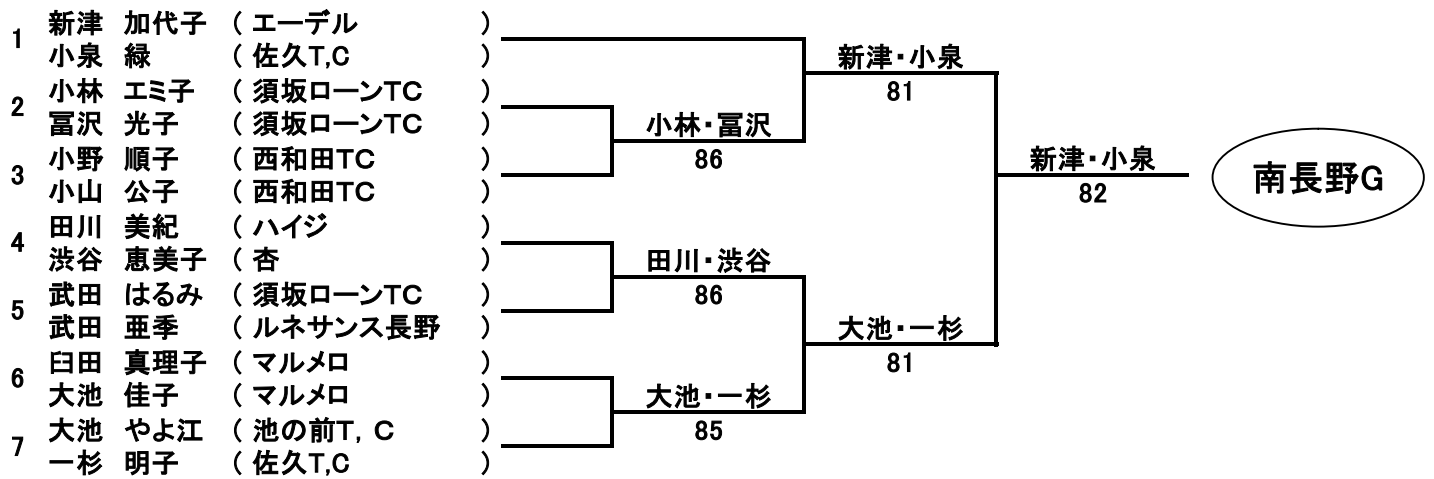 1
新津 加代子 ( エーデル )
小泉 緑 ( 佐久T,C )
2
小林 エミ子 ( 須坂ローンTC )
冨沢 光子 ( 須坂ローンTC )
3
小野 順子 ( 西和田TC )
小山 公子 ( 西和田TC )
4
田川 美紀 ( ハイジ )
渋谷 恵美子 ( 杏 )
5
武田 はるみ ( 須坂ローンTC )
武田 亜季 ( ルネサンス長野 )
6
臼田 真理子 ( マルメロ )
大池 佳子 ( マルメロ )
7
大池 やよ江 ( 池の前T, C )
一杉 明子 ( 佐久T,C )
小林・冨沢
86
田川・渋谷
86
大池・一杉
85
新津・小泉
81
大池・一杉
81
新津・小泉
82
南長野G